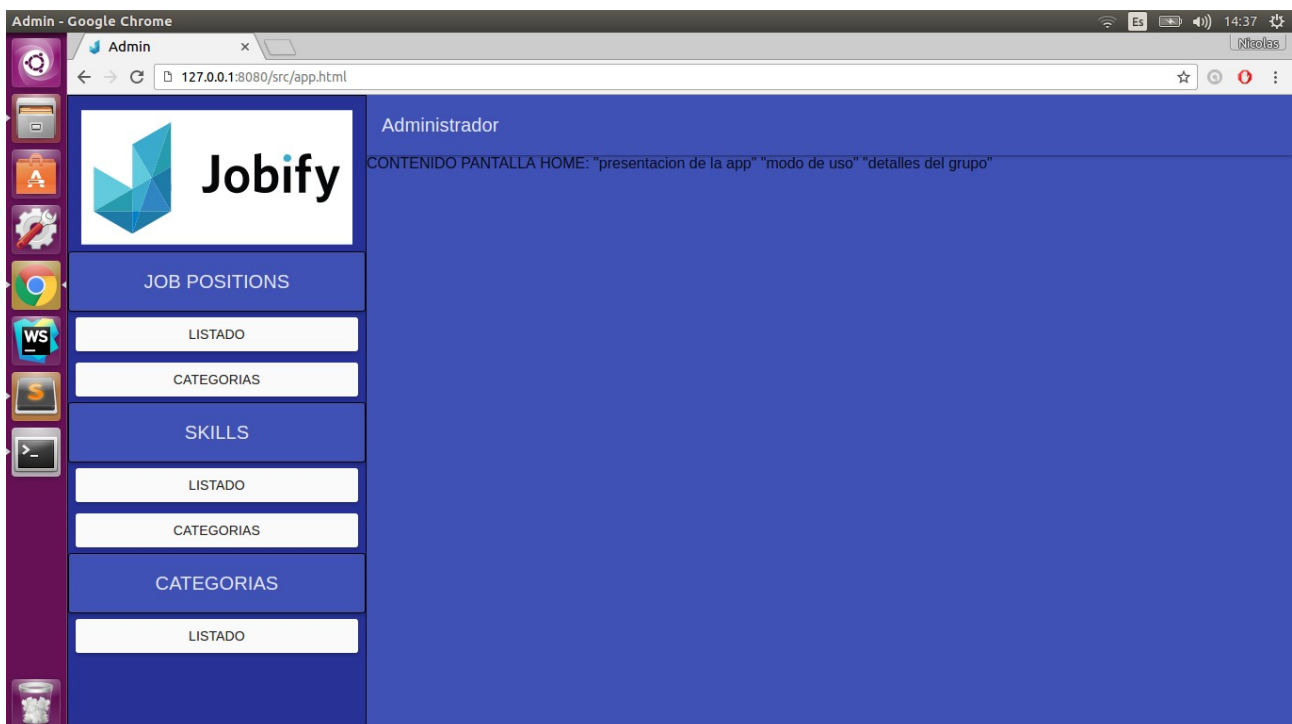 Admin - Google Chrome
Es
14:37
Admin
Nicolas
127.0.0.1:8080/src/app.html
Jobify
Administrador
CONTENIDO PANTALLA HOME: "presentacion de la app" "modo de uso" "detalles del grupo"
JOB POSITIONS
LISTADO
CATEGORIAS
SKILLS
LISTADO
CATEGORIAS
CATEGORIAS
LISTADO
WS
S
>_